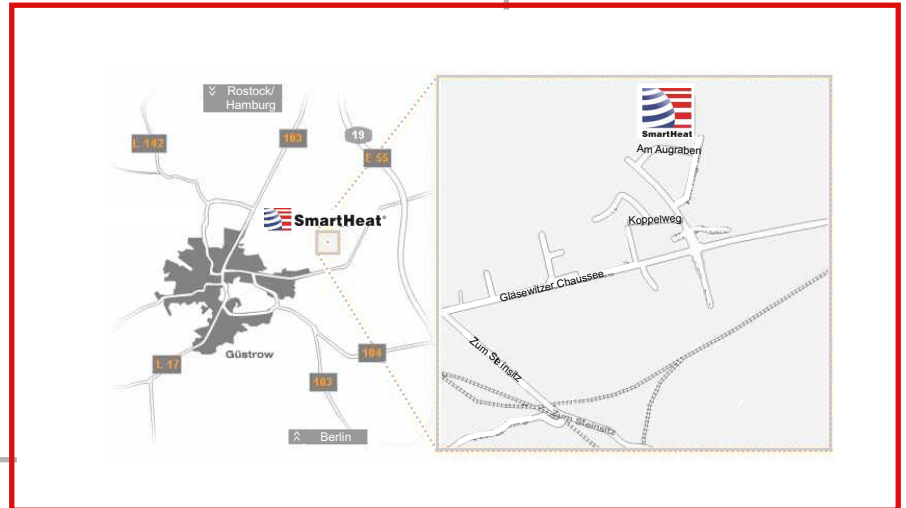 Rostock/
Hamburg
L 142
103
19
E 55
SmartHeat®
Güstrow
L 17
104
103
Berlin
SmartHeat
Am Augraben
Koppelweg
Glasewitzer Chaussee
Zum Steinsitz
Zum Steinsitz